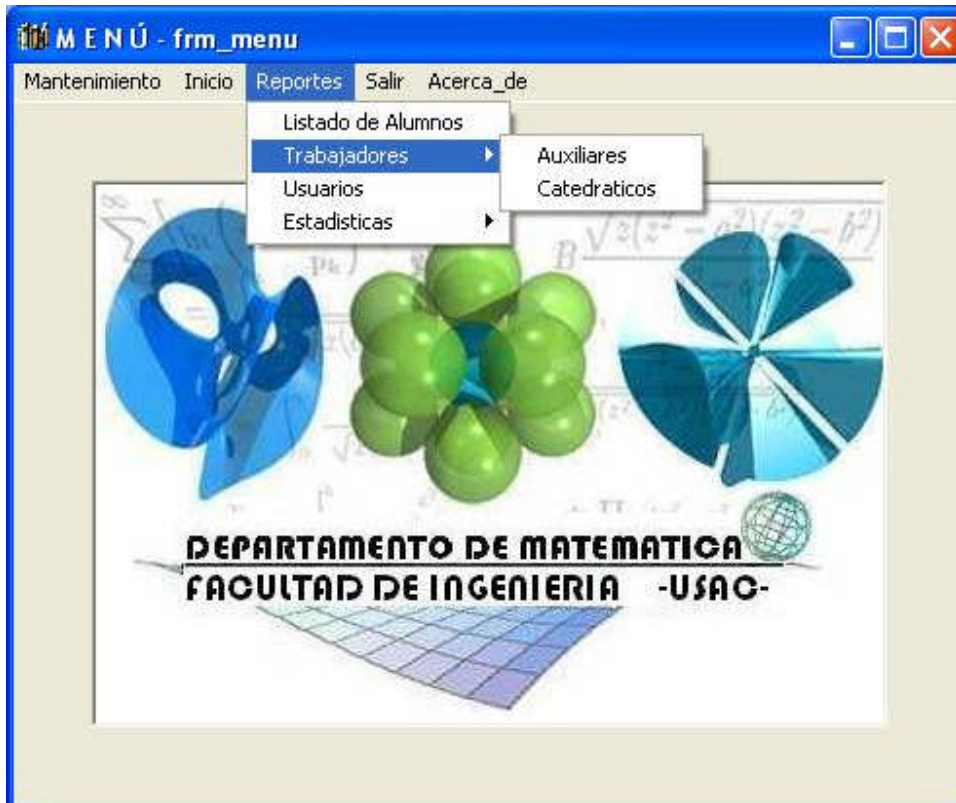 M E N Ú - frm_menu
Mantenimiento Inicio Reportes Salir Acerca_de
Listado de Alumnos
Trabajadores
Usuarios
Estadisticas
Auxiliares
Catedraticos
DEPARTAMENTO DE MATEMATICA
FACULTAD DE INGENIERIA -USAC-